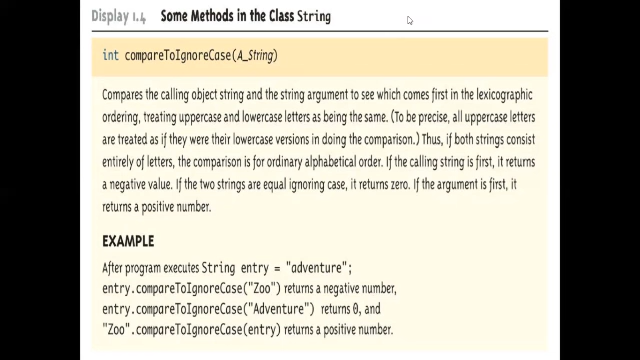 Display 1.4 Some Methods in the Class String
int compareToIgnoreCase(A_String)
Compares the calling object string and the string argument to see which comes first in the lexicographic
ordering, treating uppercase and lowercase letters as being the same. (To be precise, all uppercase letters
are treated as if they were their lowercase versions in doing the comparison.) Thus, if both strings consist
entirely of letters, the comparison is for ordinary alphabetical order. If the calling string is first, it returns
a negative value. If the two strings are equal ignoring case, it returns zero. If the argument is first, it
returns a positive number.
EXAMPLE
After program executes String entry = "adventure";
entry.compareToIgnoreCase("Zoo") returns a negative number,
entry.compareToIgnoreCase("Adventure") returns 0, and
"Zoo".compareToIgnoreCase(entry) returns a positive number.